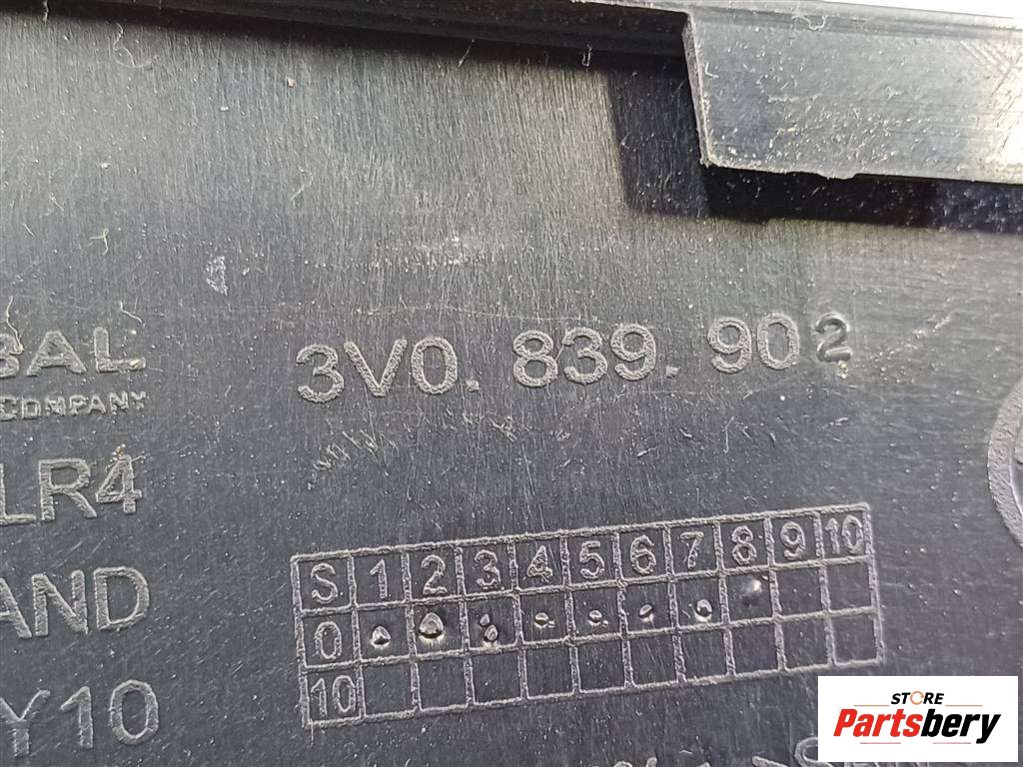 BAL
COMPANY
3V0. 839. 902
LR4
AND
Y10
S 1 2 3 4 5 6 7 8 9 10
0
10
STORE
Partsbery